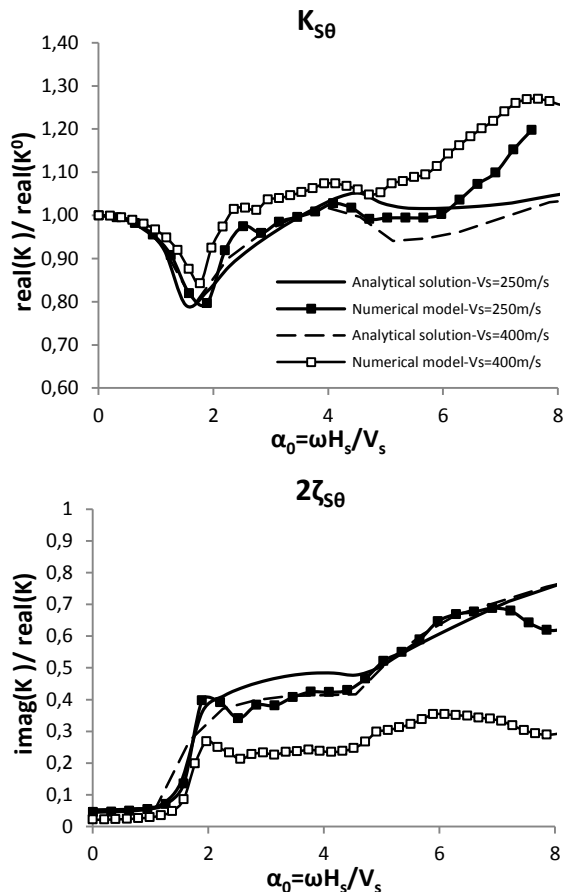 K_Sθ
real(K )/ real(K⁰)
1,40
1,30
1,20
1,10
1,00
0,90
0,80
0,70
0,60
Analytical solution-Vs=250m/s
Numerical model-Vs=250m/s
Analytical solution-Vs=400m/s
Numerical model-Vs=400m/s
0 2 4 6 8
α₀=ωHₛ/Vₛ
2ζ_Sθ
imag(K )/ real(K)
1
0,9
0,8
0,7
0,6
0,5
0,4
0,3
0,2
0,1
0
0 2 4 6 8
α₀=ωHₛ/Vₛ